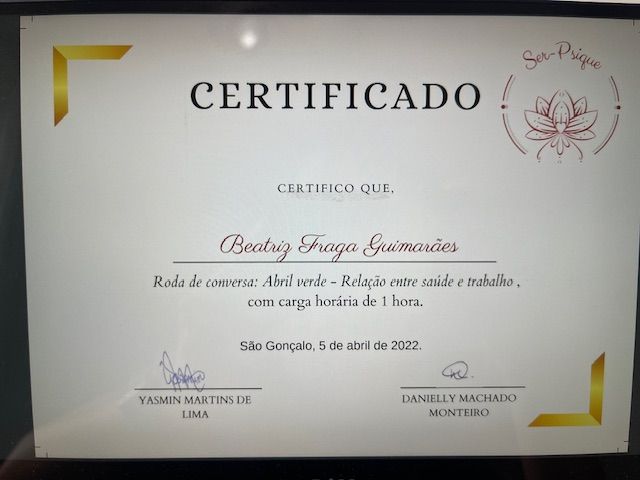 Ser-Psique
CERTIFICADO
CERTIFICO QUE,
Beatriz Fraga Guimarães
Roda de conversa: Abril verde - Relação entre saúde e trabalho ,
com carga horária de 1 hora.
São Gonçalo, 5 de abril de 2022.
YASMIN MARTINS DE
LIMA
DANIELLY MACHADO
MONTEIRO